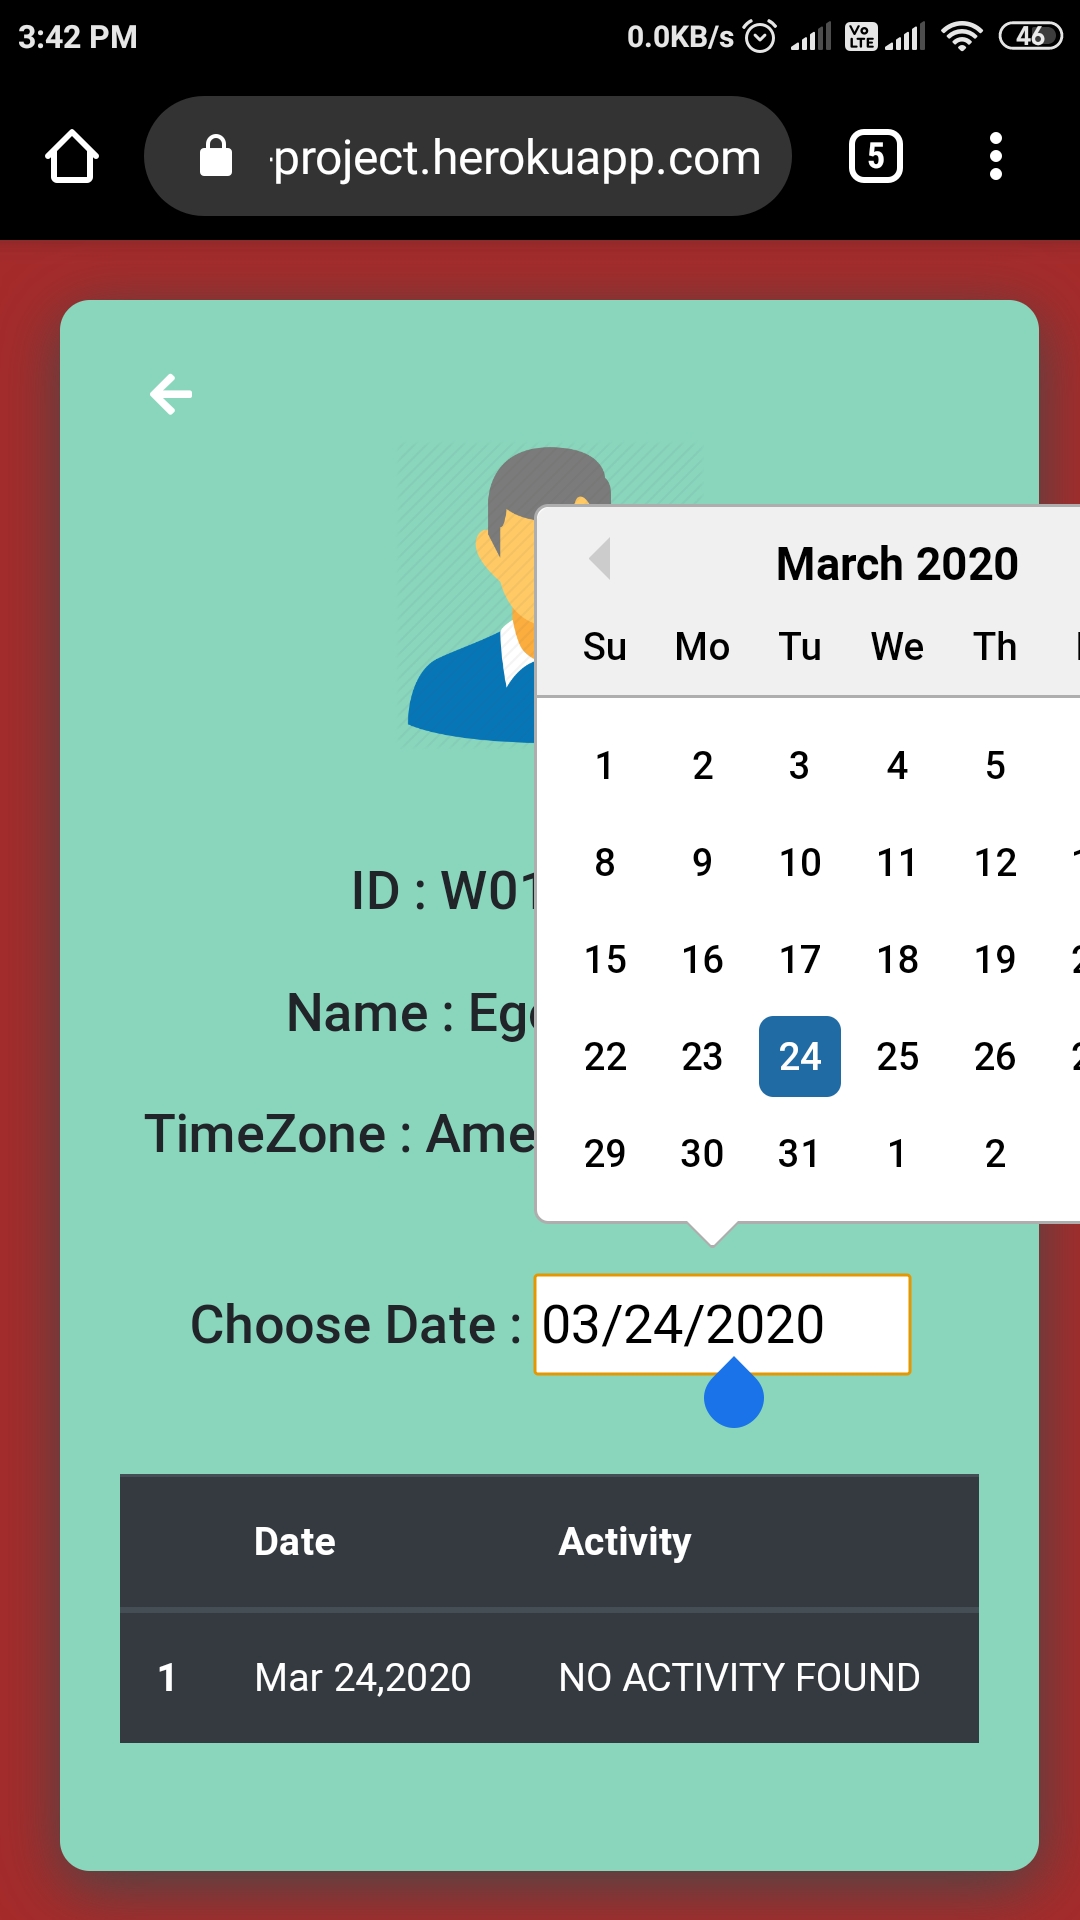 3:42 PM 0.0KB/s Vo LTE 46
-project.herokuapp.com 5
March 2020
Su Mo Tu We Th
1 2 3 4 5
8 9 10 11 12
15 16 17 18 19
22 23 24 25 26
29 30 31 1 2
ID : W01
Name : Ego
TimeZone : Ame
Choose Date : 03/24/2020
Date Activity
1 Mar 24,2020 NO ACTIVITY FOUND